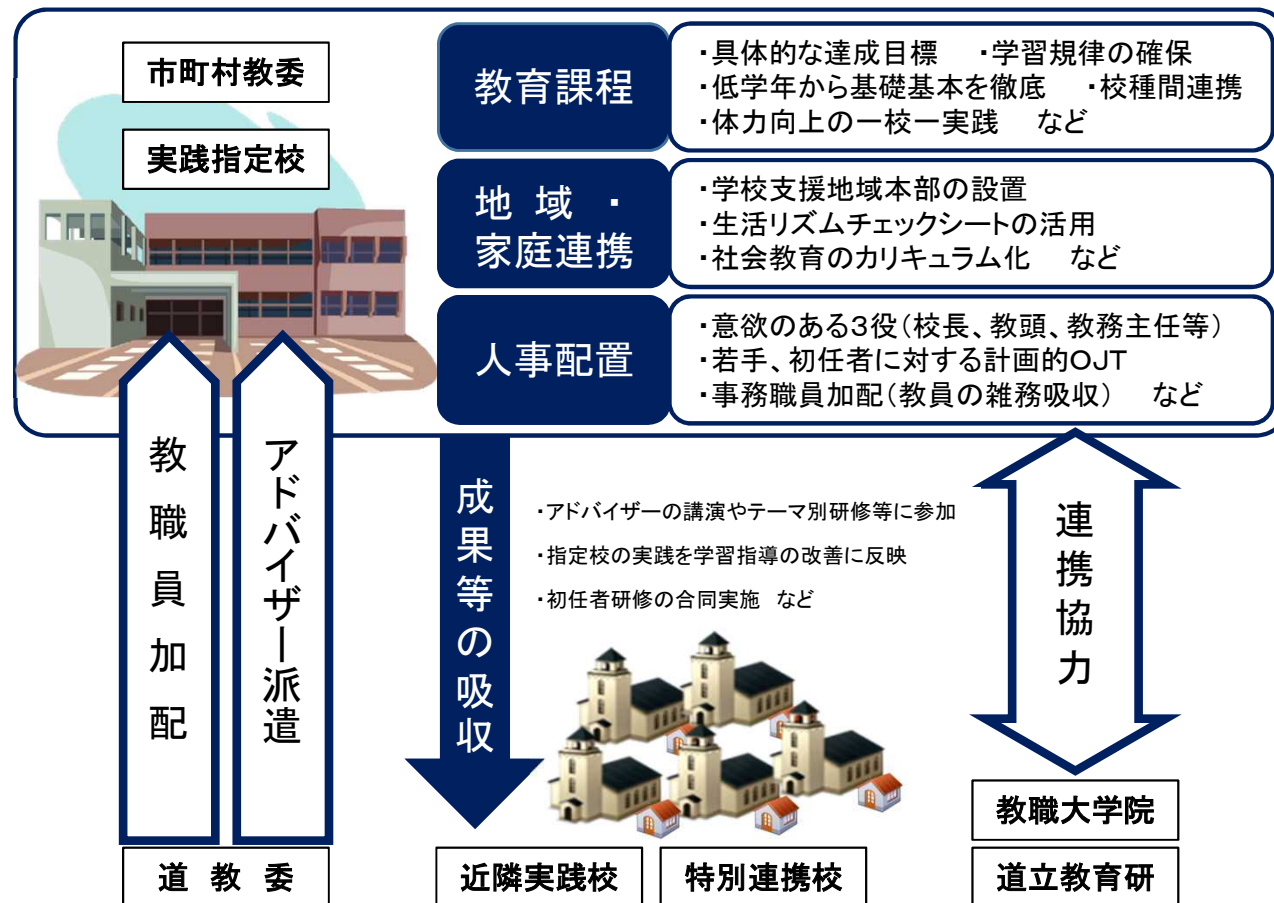 市町村教委
実践指定校
教育課程
・具体的な達成目標　・学習規律の確保
・低学年から基礎基本を徹底　・校種間連携
・体力向上の一校一実践　など
地 域 ・
家庭連携
・学校支援地域本部の設置
・生活リズムチェックシートの活用
・社会教育のカリキュラム化　など
人事配置
・意欲のある３役（校長、教頭、教務主任等）
・若手、初任者に対する計画的ＯＪＴ
・事務職員加配（教員の雑務吸収）　など
教職員加配
アドバイザー派遣
成果等の吸収
・アドバイザーの講演やテーマ別研修等に参加
・指定校の実践を学習指導の改善に反映
・初任者研修の合同実施　など
連携協力
道 教 委
近隣実践校
特別連携校
教職大学院
道立教育研